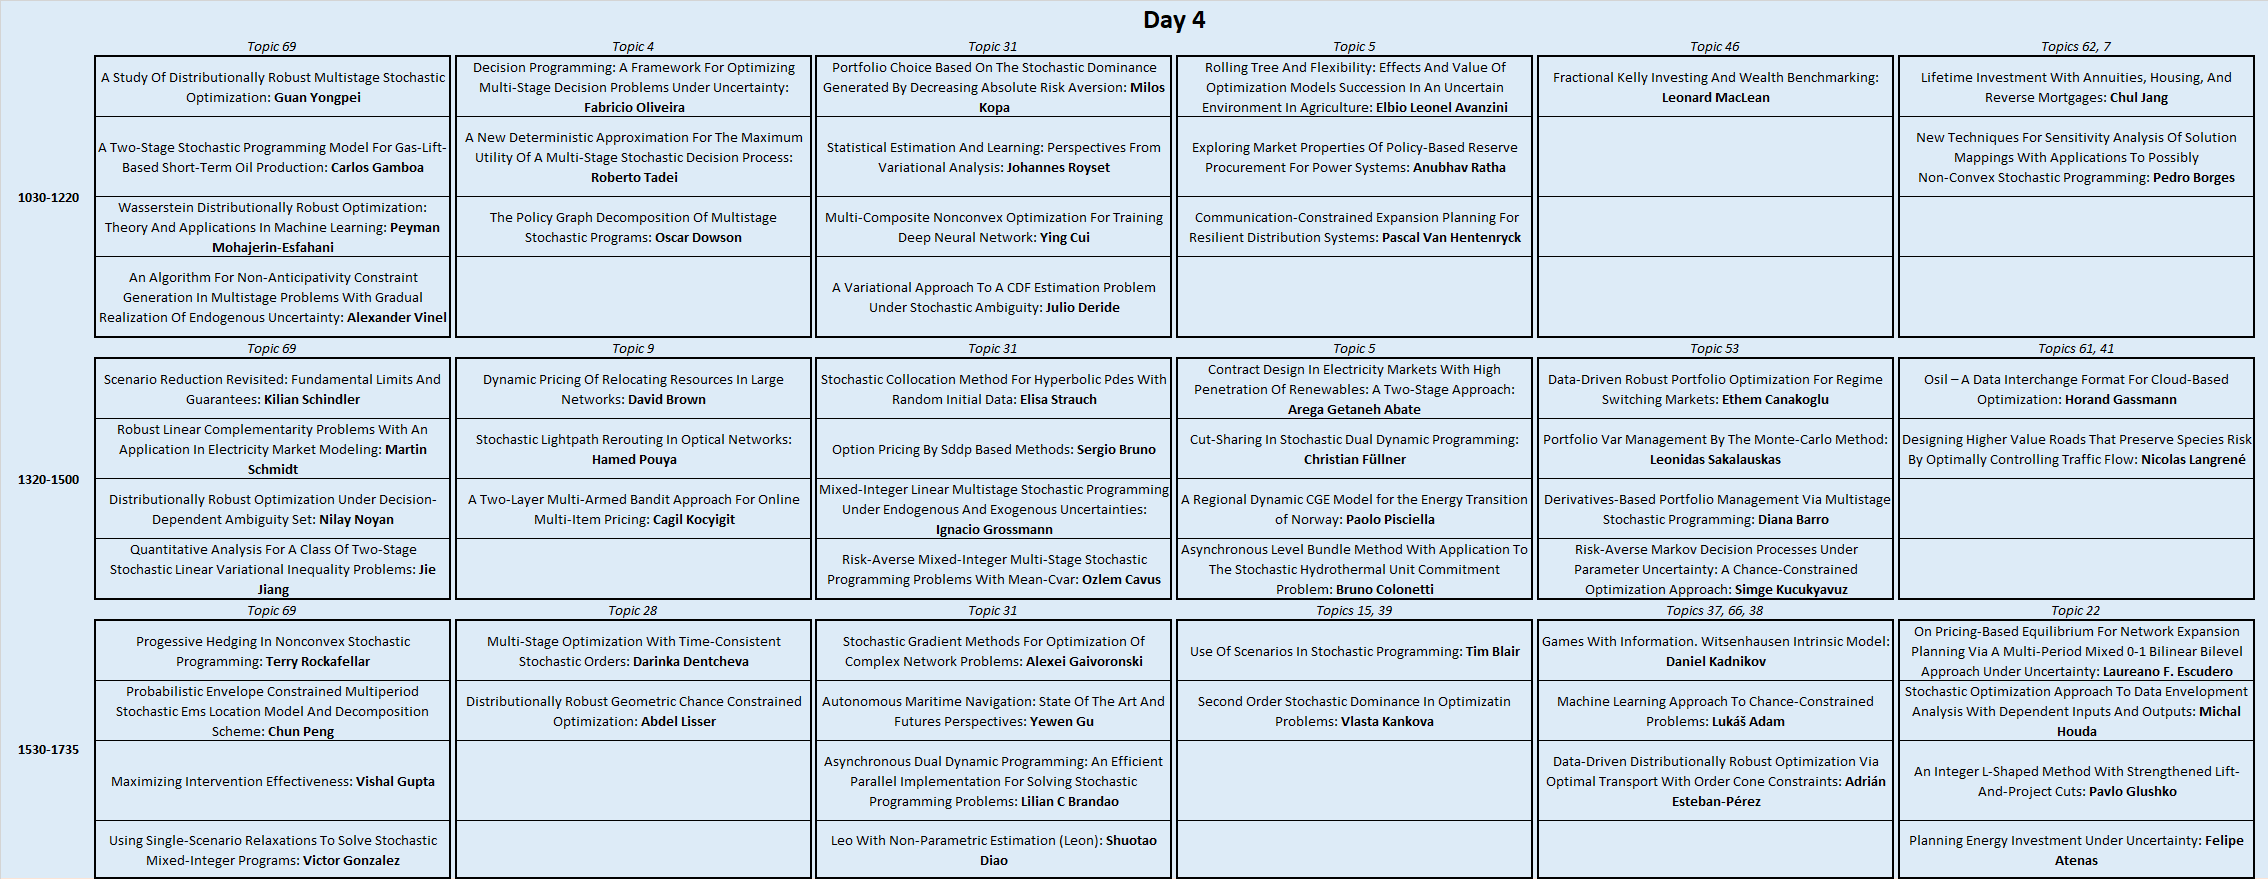 Day 4
Topic 69
Topic 4
Topic 31
Topic 5
Topic 46
Topics 62, 7
1030-1220
A Study Of Distributionally Robust Multistage Stochastic
Optimization: Guan Yongpei
Decision Programming: A Framework For Optimizing
Multi-Stage Decision Problems Under Uncertainty:
Fabricio Oliveira
Portfolio Choice Based On The Stochastic Dominance
Generated By Decreasing Absolute Risk Aversion: Milos
Kopa
Rolling Tree And Flexibility: Effects And Value Of
Optimization Models Succession In An Uncertain
Environment In Agriculture: Elbio Leonel Avanzini
Fractional Kelly Investing And Wealth Benchmarking:
Leonard MacLean
Lifetime Investment With Annuities, Housing, And
Reverse Mortgages: Chul Jang
A Two-Stage Stochastic Programming Model For Gas-Lift-
Based Short-Term Oil Production: Carlos Gamboa
A New Deterministic Approximation For The Maximum
Utility Of A Multi-Stage Stochastic Decision Process:
Roberto Tadei
Statistical Estimation And Learning: Perspectives From
Variational Analysis: Johannes Royset
Exploring Market Properties Of Policy-Based Reserve
Procurement For Power Systems: Anubhav Ratha
New Techniques For Sensitivity Analysis Of Solution
Mappings With Applications To Possibly
Non-Convex Stochastic Programming: Pedro Borges
Wasserstein Distributionally Robust Optimization:
Theory And Applications In Machine Learning: Peyman
Mohajerin-Esfahani
The Policy Graph Decomposition Of Multistage
Stochastic Programs: Oscar Dowson
Multi-Composite Nonconvex Optimization For Training
Deep Neural Network: Ying Cui
Communication-Constrained Expansion Planning For
Resilient Distribution Systems: Pascal Van Hentenryck
An Algorithm For Non-Anticipativity Constraint
Generation In Multistage Problems With Gradual
Realization Of Endogenous Uncertainty: Alexander Vinel
A Variational Approach To A CDF Estimation Problem
Under Stochastic Ambiguity: Julio Deride
Topic 69
Topic 9
Topic 31
Topic 5
Topic 53
Topics 61, 41
1320-1500
Scenario Reduction Revisited: Fundamental Limits And
Guarantees: Kilian Schindler
Dynamic Pricing Of Relocating Resources In Large
Networks: David Brown
Stochastic Collocation Method For Hyperbolic Pdes With
Random Initial Data: Elisa Strauch
Contract Design In Electricity Markets With High
Penetration Of Renewables: A Two-Stage Approach:
Arega Getaneh Abate
Data-Driven Robust Portfolio Optimization For Regime
Switching Markets: Ethem Canakoglu
Osil – A Data Interchange Format For Cloud-Based
Optimization: Horand Gassmann
Robust Linear Complementarity Problems With An
Application In Electricity Market Modeling: Martin
Schmidt
Stochastic Lightpath Rerouting In Optical Networks:
Hamed Pouya
Option Pricing By Sddp Based Methods: Sergio Bruno
Cut-Sharing In Stochastic Dual Dynamic Programming:
Christian Füllner
Portfolio Var Management By The Monte-Carlo Method:
Leonidas Sakalauskas
Designing Higher Value Roads That Preserve Species Risk
By Optimally Controlling Traffic Flow: Nicolas Langrené
Distributionally Robust Optimization Under Decision-
Dependent Ambiguity Set: Nilay Noyan
A Two-Layer Multi-Armed Bandit Approach For Online
Multi-Item Pricing: Cagil Kocyigit
Mixed-Integer Linear Multistage Stochastic Programming
Under Endogenous And Exogenous Uncertainties:
Ignacio Grossmann
A Regional Dynamic CGE Model for the Energy Transition
of Norway: Paolo Pisciella
Derivatives-Based Portfolio Management Via Multistage
Stochastic Programming: Diana Barro
Quantitative Analysis For A Class Of Two-Stage
Stochastic Linear Variational Inequality Problems: Jie
Jiang
Risk-Averse Mixed-Integer Multi-Stage Stochastic
Programming Problems With Mean-Cvar: Ozlem Cavus
Asynchronous Level Bundle Method With Application To
The Stochastic Hydrothermal Unit Commitment
Problem: Bruno Colonetti
Risk-Averse Markov Decision Processes Under
Parameter Uncertainty: A Chance-Constrained
Optimization Approach: Simge Kucukyavuz
Topic 69
Topic 28
Topic 31
Topics 15, 39
Topics 37, 66, 38
Topic 22
1530-1735
Progessive Hedging In Nonconvex Stochastic
Programming: Terry Rockafellar
Multi-Stage Optimization With Time-Consistent
Stochastic Orders: Darinka Dentcheva
Stochastic Gradient Methods For Optimization Of
Complex Network Problems: Alexei Gaivoronski
Use Of Scenarios In Stochastic Programming: Tim Blair
Games With Information. Witsenhausen Intrinsic Model:
Daniel Kadnikov
On Pricing-Based Equilibrium For Network Expansion
Planning Via A Multi-Period Mixed 0-1 Bilinear Bilevel
Approach Under Uncertainty: Laureano F. Escudero
Probabilistic Envelope Constrained Multiperiod
Stochastic Ems Location Model And Decomposition
Scheme: Chun Peng
Distributionally Robust Geometric Chance Constrained
Optimization: Abdel Lisser
Autonomous Maritime Navigation: State Of The Art And
Futures Perspectives: Yewen Gu
Second Order Stochastic Dominance In Optimizatin
Problems: Vlasta Kankova
Machine Learning Approach To Chance-Constrained
Problems: Lukáš Adam
Stochastic Optimization Approach To Data Envelopment
Analysis With Dependent Inputs And Outputs: Michal
Houda
Maximizing Intervention Effectiveness: Vishal Gupta
Asynchronous Dual Dynamic Programming: An Efficient
Parallel Implementation For Solving Stochastic
Programming Problems: Lilian C Brandao
Data-Driven Distributionally Robust Optimization Via
Optimal Transport With Order Cone Constraints: Adrián
Esteban-Pérez
An Integer L-Shaped Method With Strengthened Lift-
And-Project Cuts: Pavlo Glushko
Using Single-Scenario Relaxations To Solve Stochastic
Mixed-Integer Programs: Victor Gonzalez
Leo With Non-Parametric Estimation (Leon): Shuotao
Diao
Planning Energy Investment Under Uncertainty: Felipe
Atenas